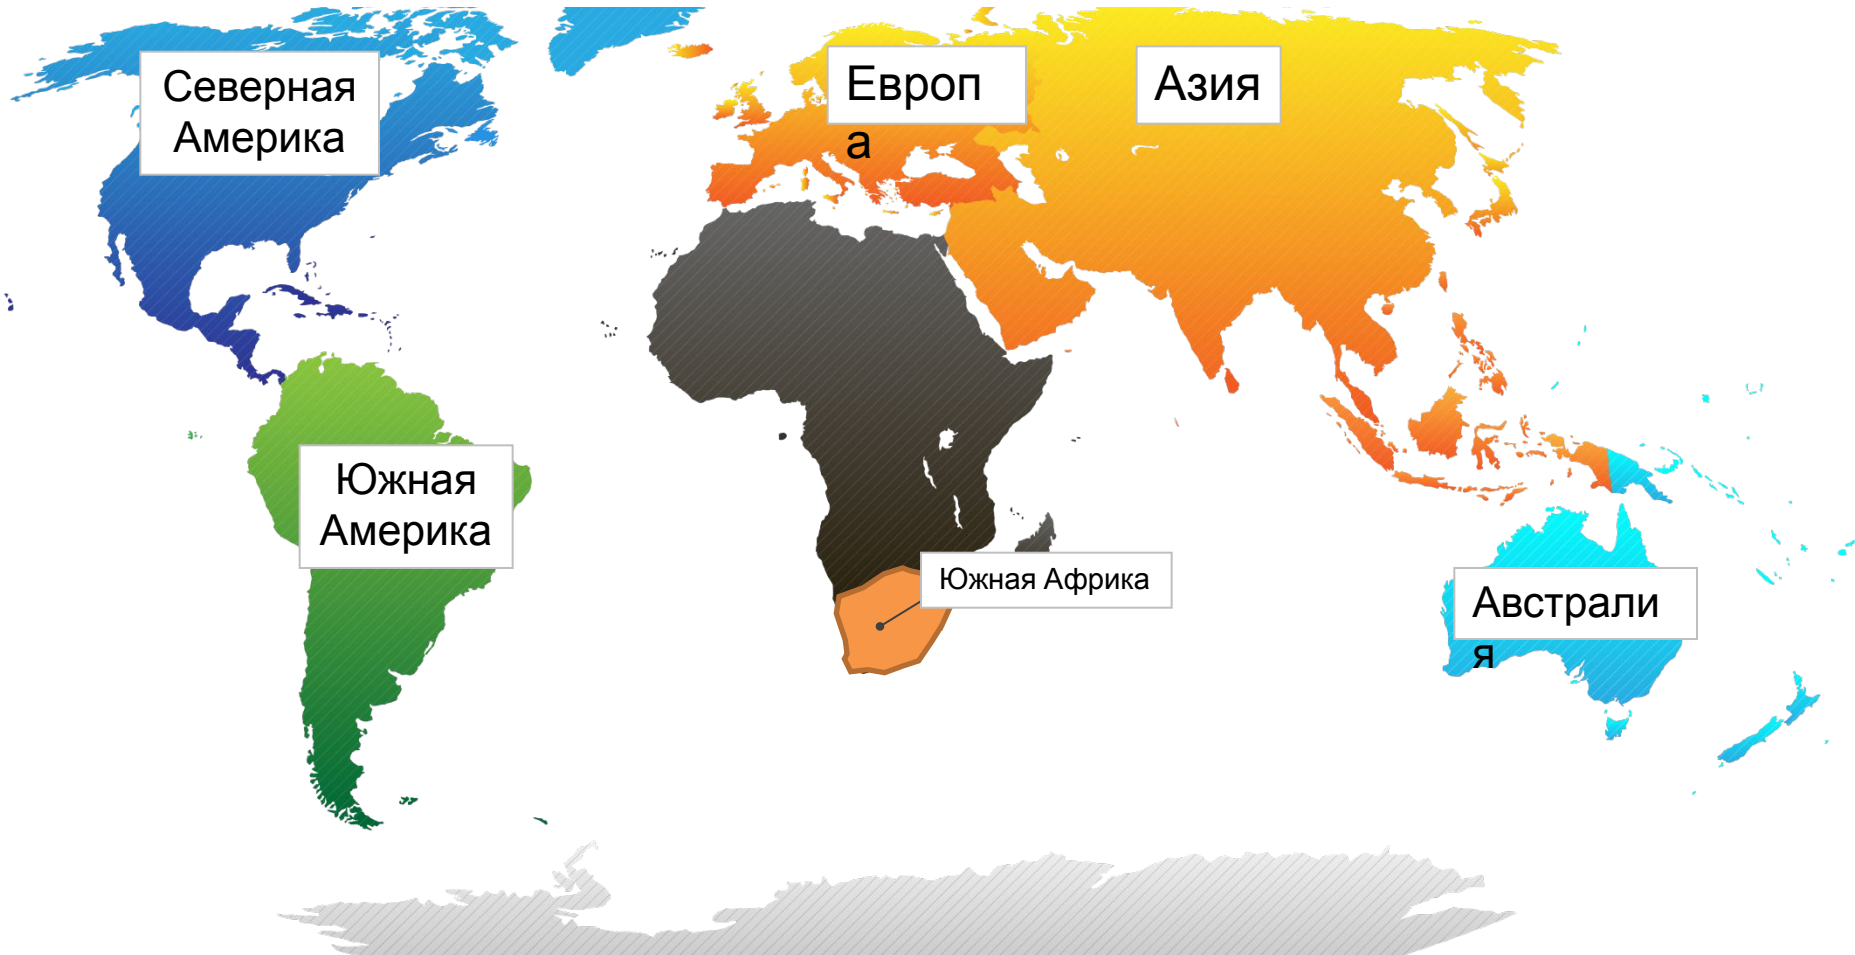 Северная
Америка
Европ
а
Азия
Южная
Америка
Южная Африка
Австрали
я